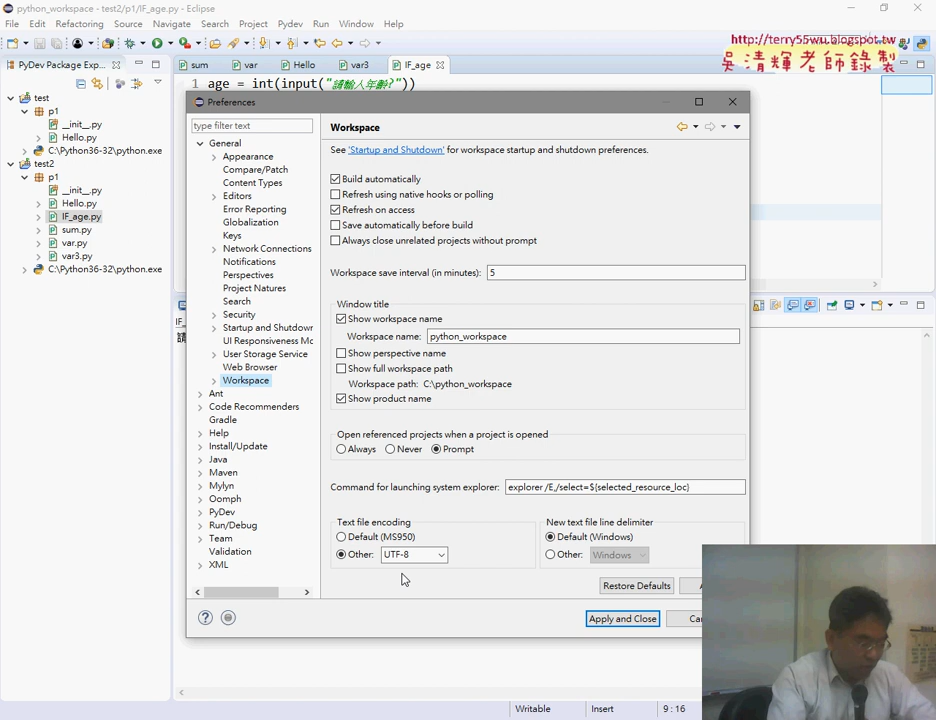 python_workspace - test2/p1/IF_age.py - Eclipse
File Edit Refactoring Source Navigate Search Project Pydev Run Window Help
http://terry55wu.blogspot.tw
吳清輝老師錄製
PyDev Package Exp...
sum var Hello var3 IF_age
1 age = int(input("請輸入年齡?"))
test
p1
__init__.py
Hello.py
C:\Python36-32\python.exe
test2
p1
__init__.py
Hello.py
IF_age.py
sum.py
var.py
var3.py
C:\Python36-32\python.exe
Preferences
type filter text
General
Appearance
Compare/Patch
Content Types
Editors
Error Reporting
Globalization
Keys
Network Connections
Notifications
Perspectives
Project Natures
Search
Security
Startup and Shutdown
UI Responsiveness Mo
User Storage Service
Web Browser
Workspace
Ant
Code Recommenders
Gradle
Help
Install/Update
Java
Maven
Mylyn
Oomph
PyDev
Run/Debug
Team
Validation
XML
Workspace
See 'Startup and Shutdown' for workspace startup and shutdown preferences.
Build automatically
Refresh using native hooks or polling
Refresh on access
Save automatically before build
Always close unrelated projects without prompt
Workspace save interval (in minutes): 5
Window title
Show workspace name
Workspace name: python_workspace
Show perspective name
Show full workspace path
Workspace path: C:\python_workspace
Show product name
Open referenced projects when a project is opened
Always Never Prompt
Command for launching system explorer: explorer /E,/select=${selected_resource_loc}
Text file encoding
Default (MS950)
Other: UTF-8
New text file line delimiter
Default (Windows)
Other: Windows
Restore Defaults
Apply and Close
Writable Insert 9 : 16